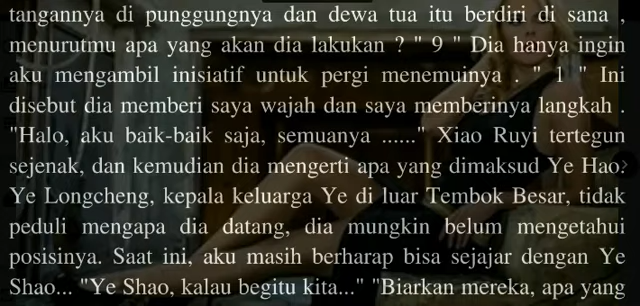 tangannya di punggungnya dan dewa tua itu berdiri di sana ,
menurutmu apa yang akan dia lakukan ? " 9 " Dia hanya ingin
aku mengambil inisiatif untuk pergi menemuinya . " 1 " Ini
disebut dia memberi saya wajah dan saya memberinya langkah .
"Halo, aku baik-baik saja, semuanya ......" Xiao Ruyi tertegun
sejenak, dan kemudian dia mengerti apa yang dimaksud Ye Hao.
Ye Longcheng, kepala keluarga Ye di luar Tembok Besar, tidak
peduli mengapa dia datang, dia mungkin belum mengetahui
posisinya. Saat ini, aku masih berharap bisa sejajar dengan Ye
Shao... "Ye Shao, kalau begitu kita..." "Biarkan mereka, apa yang